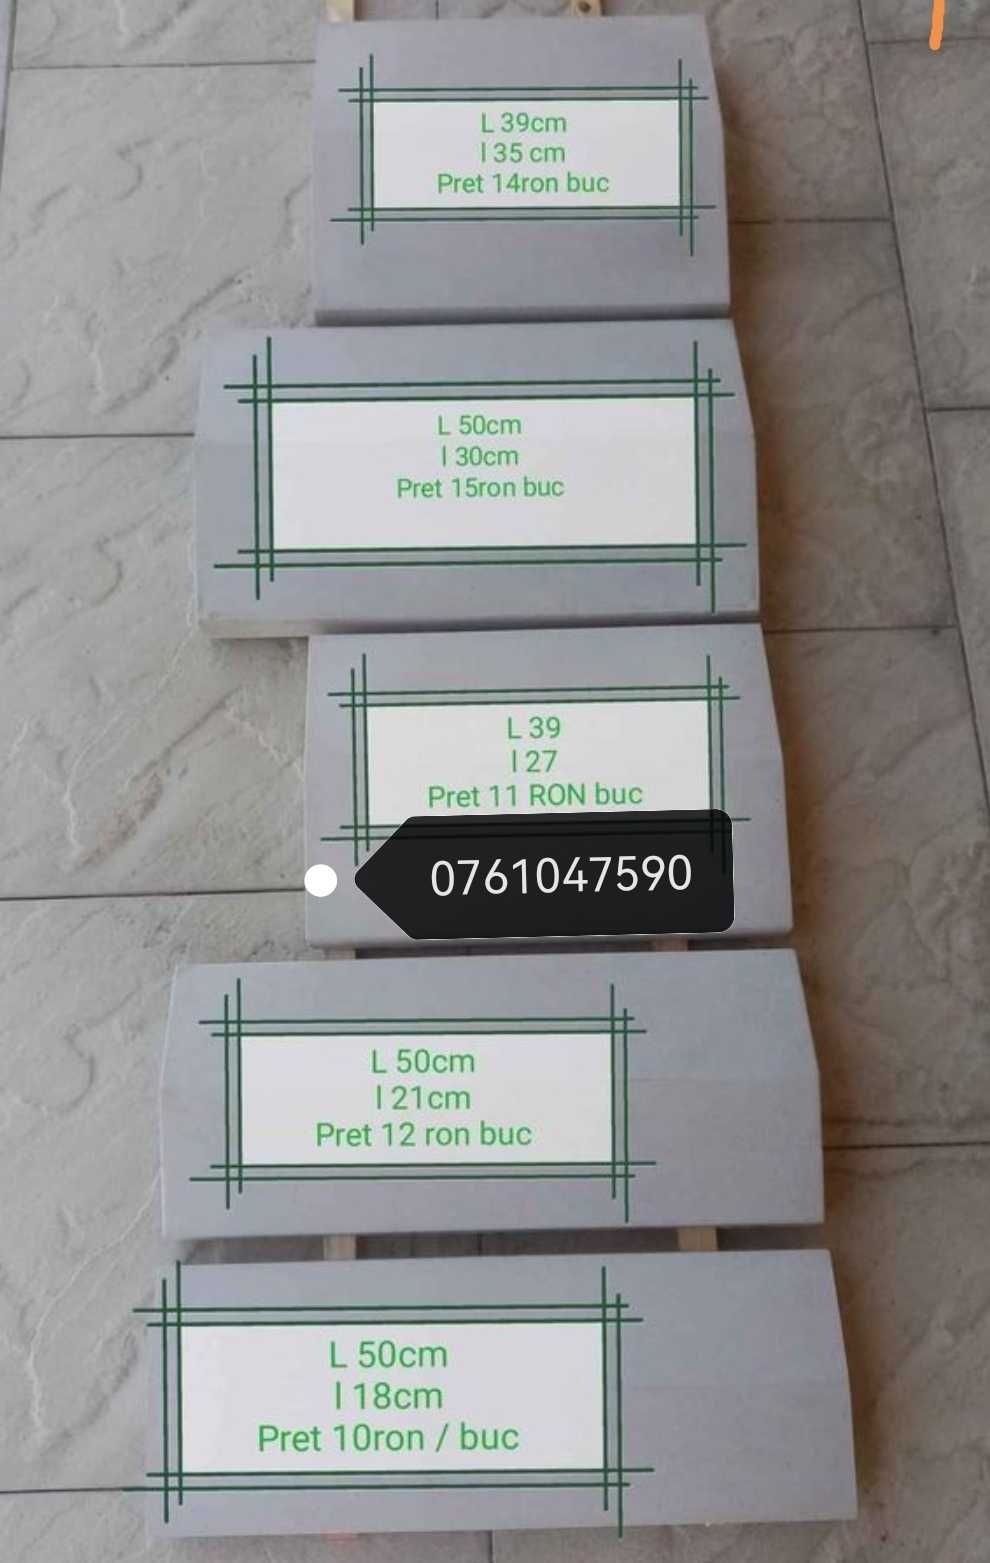 L 39cm
l 35 cm
Pret 14ron buc
L 50cm
l 30cm
Pret 15ron buc
L 39
l 27
Pret 11 RON buc
0761047590
L 50cm
l 21cm
Pret 12 ron buc
L 50cm
l 18cm
Pret 10ron / buc